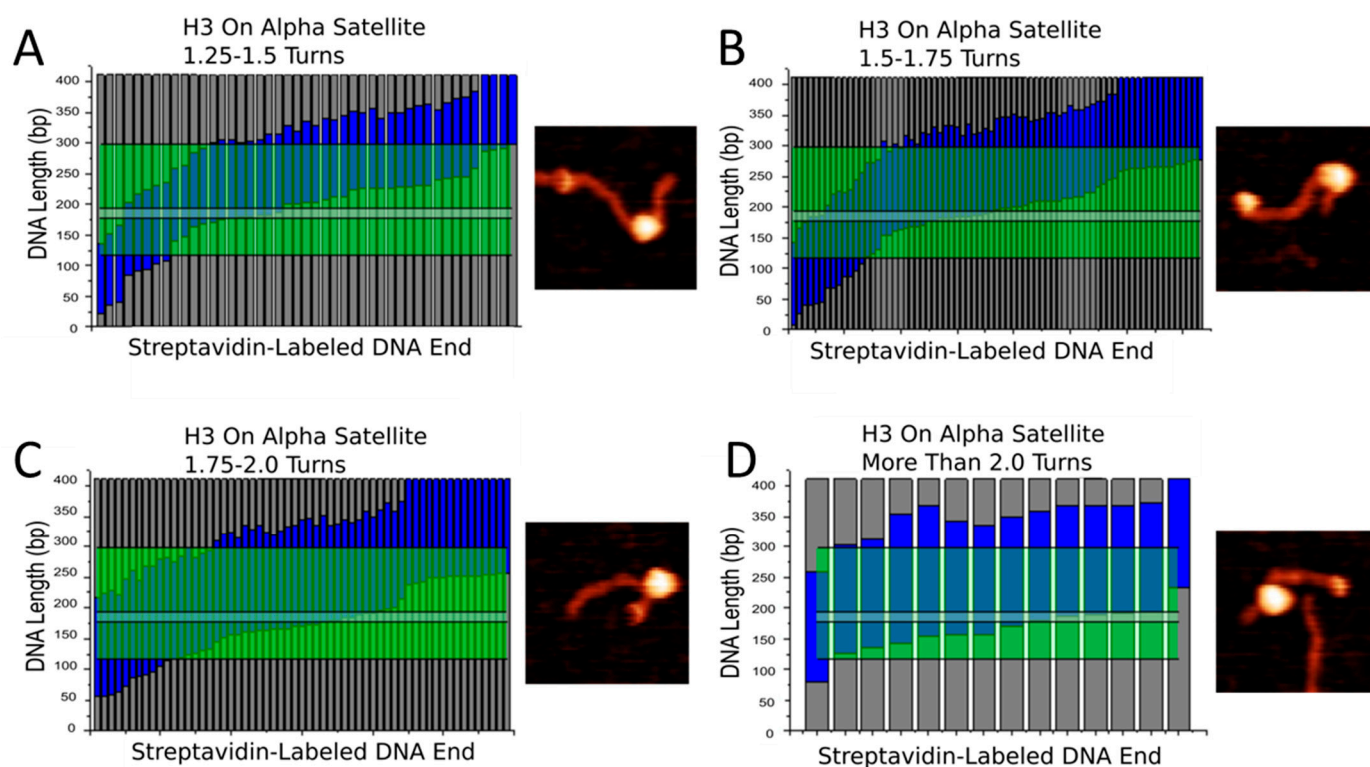 A
H3 On Alpha Satellite
1.25-1.5 Turns
DNA Length (bp)
400
350
300
250
200
150
100
50
0
Streptavidin-Labeled DNA End
B
H3 On Alpha Satellite
1.5-1.75 Turns
DNA Length (bp)
400
350
300
250
200
150
100
50
0
Streptavidin-Labeled DNA End
C
H3 On Alpha Satellite
1.75-2.0 Turns
DNA Length (bp)
400
350
300
250
200
150
100
50
0
Streptavidin-Labeled DNA End
D
H3 On Alpha Satellite
More Than 2.0 Turns
DNA Length (bp)
400
350
300
250
200
150
100
50
0
Streptavidin-Labeled DNA End